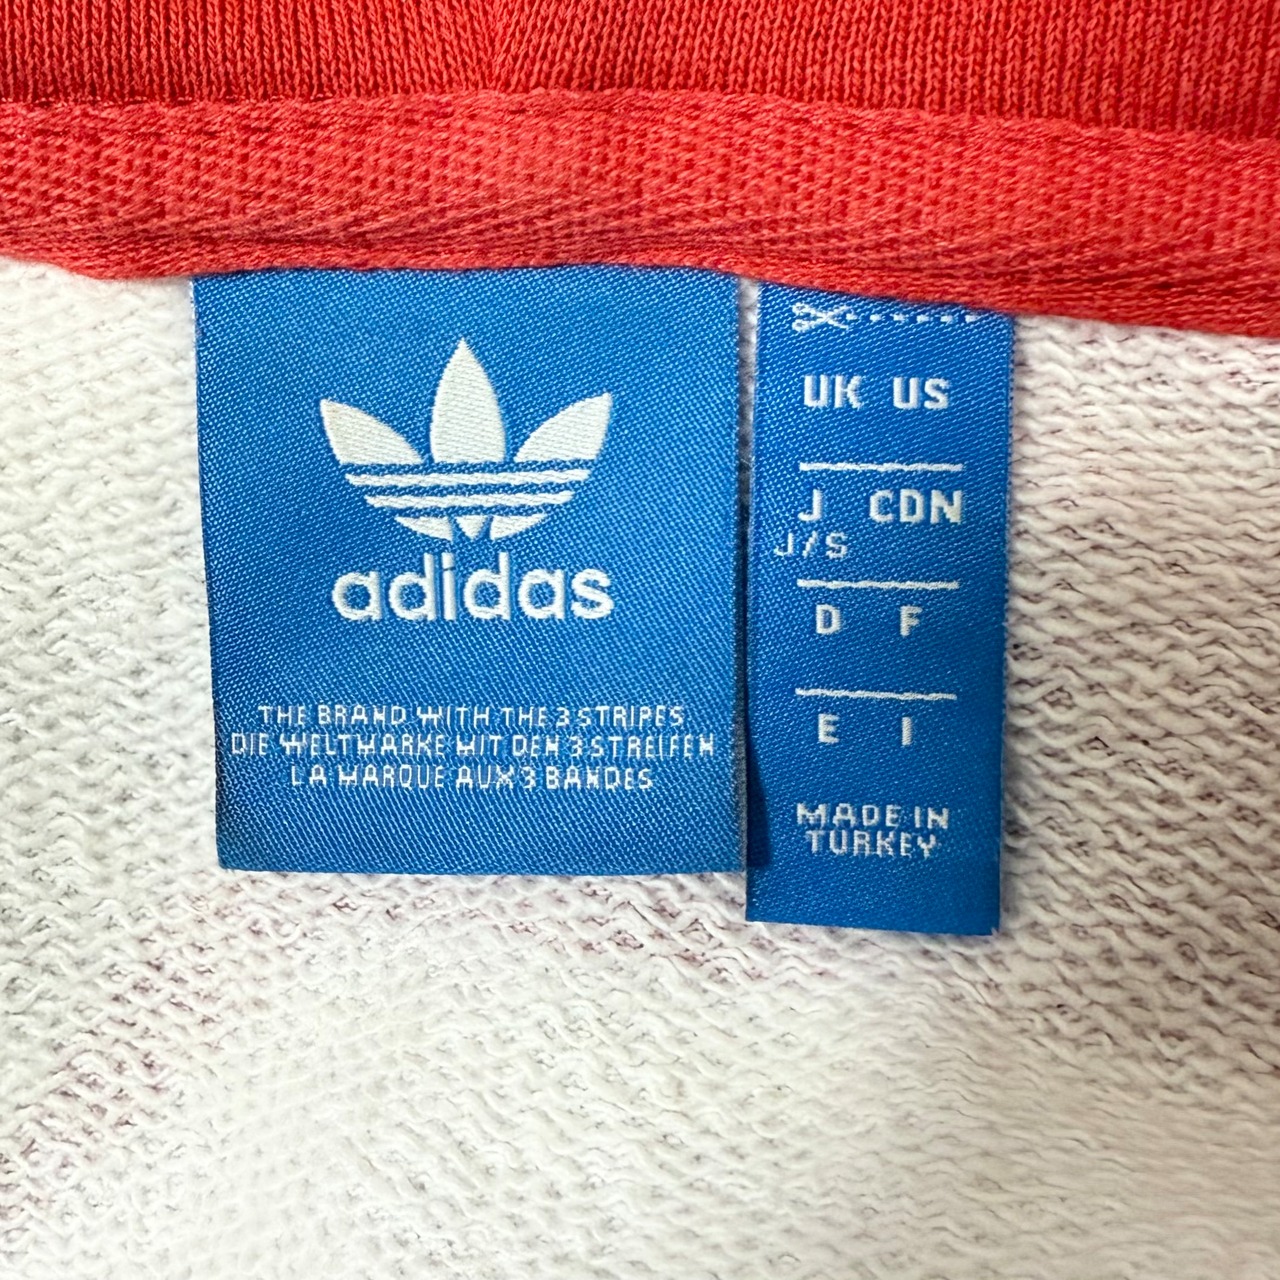 adidas
THE BRAND WITH THE 3 STRIPES
DIE WELTMARKE MIT DEN 3 STREIFEN
LA MARQUE AUX 3 BANDES
UK US
J CDN
J/S
D F
E I
MADE IN
TURKEY